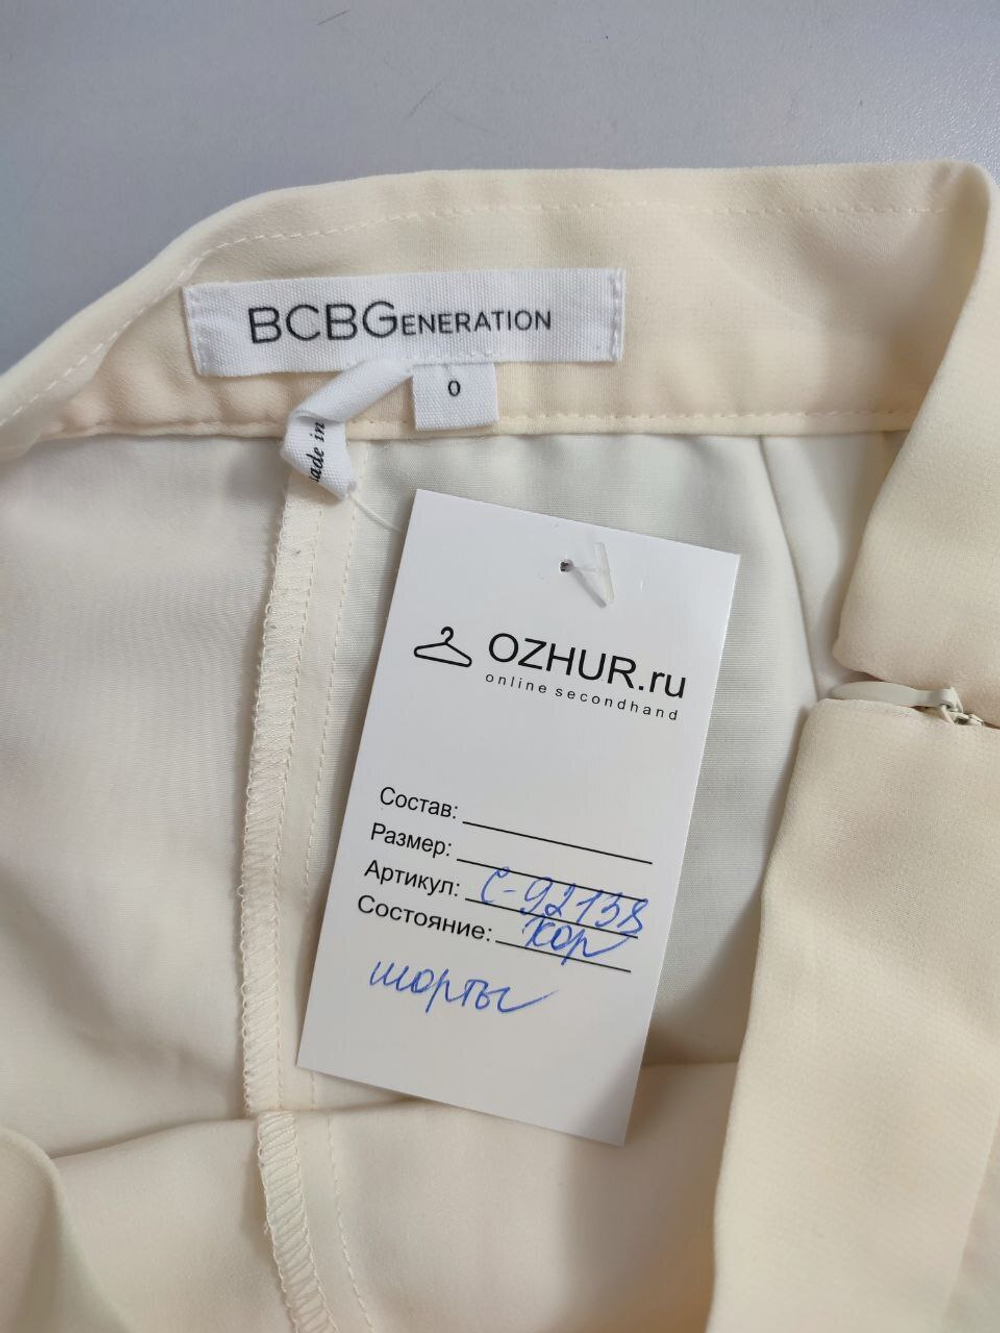 BCBGENERATION
0
ade in
OZHUR.ru
online secondhand
Состав:
Размер:
Артикул: С-92138
Состояние: хор
шорты